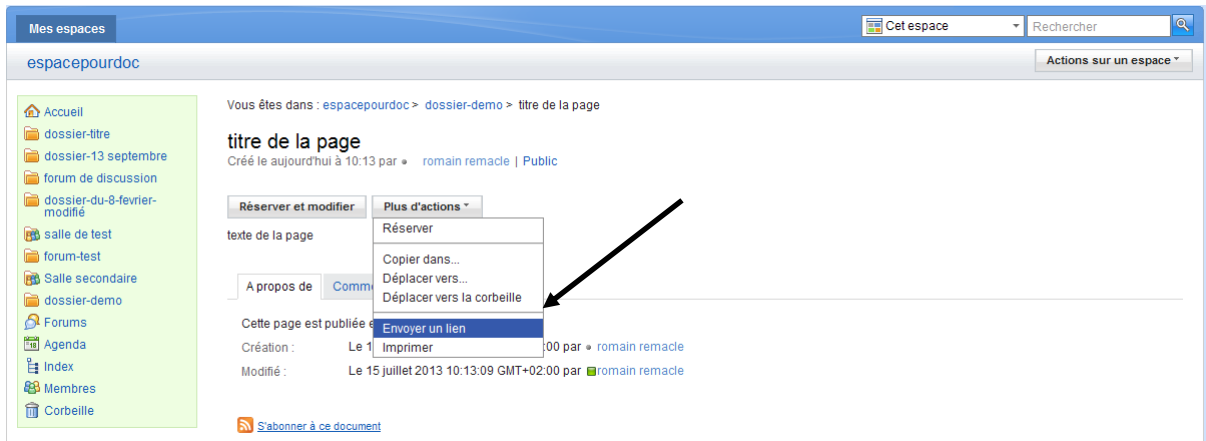 Mes espaces
Cet espace
Rechercher
espacepourdoc
Actions sur un espace
Accueil
dossier-titre
dossier-13 septembre
forum de discussion
dossier-du-8-fevrier-
modifié
salle de test
forum-test
Salle secondaire
dossier-demo
Forums
Agenda
Index
Membres
Corbeille
Vous êtes dans : espacepourdoc > dossier-demo > titre de la page
titre de la page
Créé le aujourd'hui à 10:13 par romain remacle | Public
Réserver et modifier
Plus d'actions
Réserver
Copier dans...
Déplacer vers...
Déplacer vers la corbeille
Envoyer un lien
Imprimer
texte de la page
A propos de
Comme
Cette page est publiée e
Création : Le 1 :00 par romain remacle
Modifié : Le 15 juillet 2013 10:13:09 GMT+02:00 par romain remacle
S'abonner à ce document